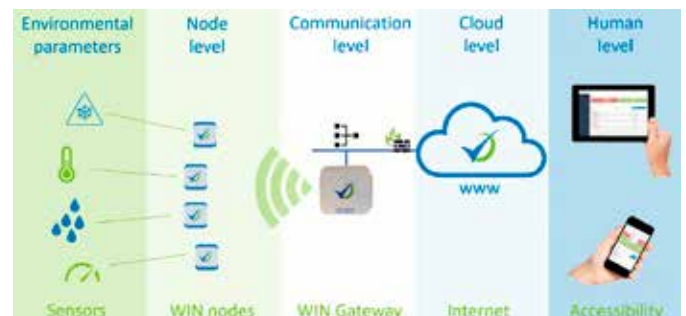 Environmental
parameters
Node
level
Communication
level
Cloud
level
Human
level
www
Sensors
WIN nodes
WIN Gateway
Internet
Accessibility